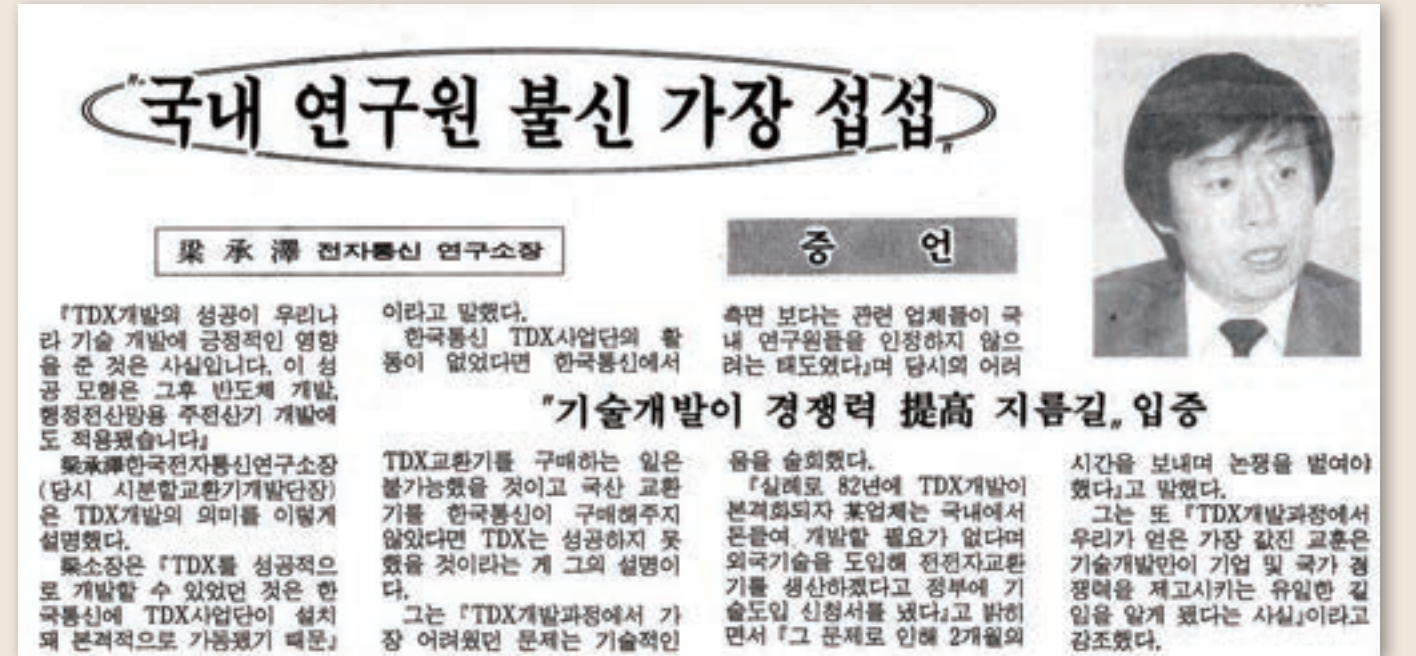 "국내 연구원 불신 가장 섭섭„
梁承澤 전자통신 연구소장
증 언
『TDX개발의 성공이 우리나
라 기술 개발에 긍정적인 영향
을 준 것은 사실입니다. 이 성
공 모형은 그후 반도체 개발,
행정전산망용 주전산기 개발에
도 적용됐습니다』
梁承澤한국전자통신연구소장
(당시 시분할교환기개발단장)
은 TDX개발의 의미를 이렇게
설명했다.
梁소장은 『TDX를 성공적으
로 개발할 수 있었던 것은 한
국통신에 TDX사업단이 설치
돼 본격적으로 가동됐기 때문』
이라고 말했다.
한국통신 TDX사업단의 활
동이 없었다면 한국통신에서
"기술개발이 경쟁력 提高 지름길„ 입증
TDX교환기를 구매하는 일은
불가능했을 것이고 국산 교환
기를 한국통신이 구매해주지
않았다면 TDX는 성공하지 못
했을 것이라는 게 그의 설명이
다.
그는 『TDX개발과정에서 가
장 어려웠던 문제는 기술적인
측면 보다는 관련 업체들이 국
내 연구원들을 인정하지 않으
려는 태도였다』며 당시의 어려
움을 술회했다.
『실례로 82년에 TDX개발이
본격화되자 某업체는 국내에서
돈들여 개발할 필요가 없다며
외국기술을 도입해 전전자교환
기를 생산하겠다고 정부에 기
술도입 신청서를 냈다』고 밝히
면서 『그 문제로 인해 2개월의
시간을 보내며 논쟁을 벌여야
했다』고 말했다.
그는 또 『TDX개발과정에서
우리가 얻은 가장 값진 교훈은
기술개발만이 기업 및 국가 경
쟁력을 제고시키는 유일한 길
임을 알게 됐다는 사실』이라고
강조했다.